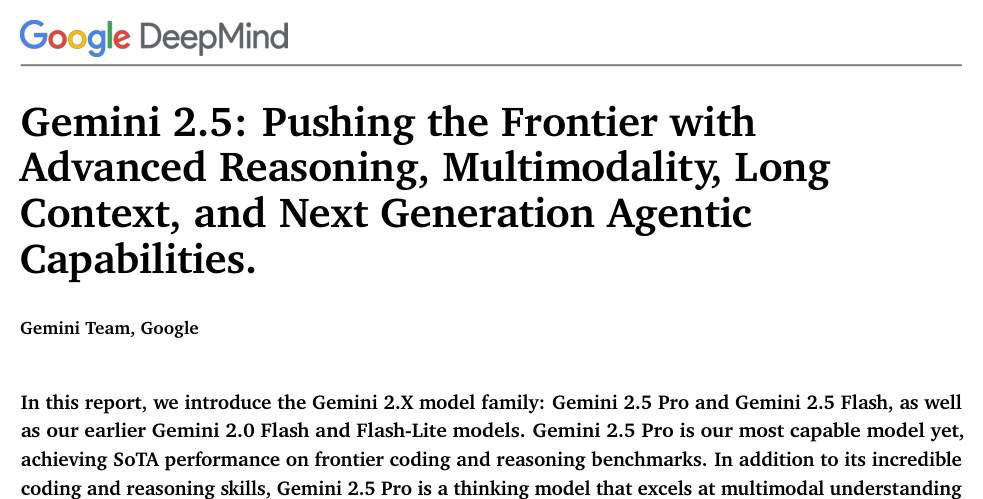 Google DeepMind
Gemini 2.5: Pushing the Frontier with
Advanced Reasoning, Multimodality, Long
Context, and Next Generation Agentic
Capabilities.
Gemini Team, Google
In this report, we introduce the Gemini 2.X model family: Gemini 2.5 Pro and Gemini 2.5 Flash, as well
as our earlier Gemini 2.0 Flash and Flash-Lite models. Gemini 2.5 Pro is our most capable model yet,
achieving SoTA performance on frontier coding and reasoning benchmarks. In addition to its incredible
coding and reasoning skills, Gemini 2.5 Pro is a thinking model that excels at multimodal understanding